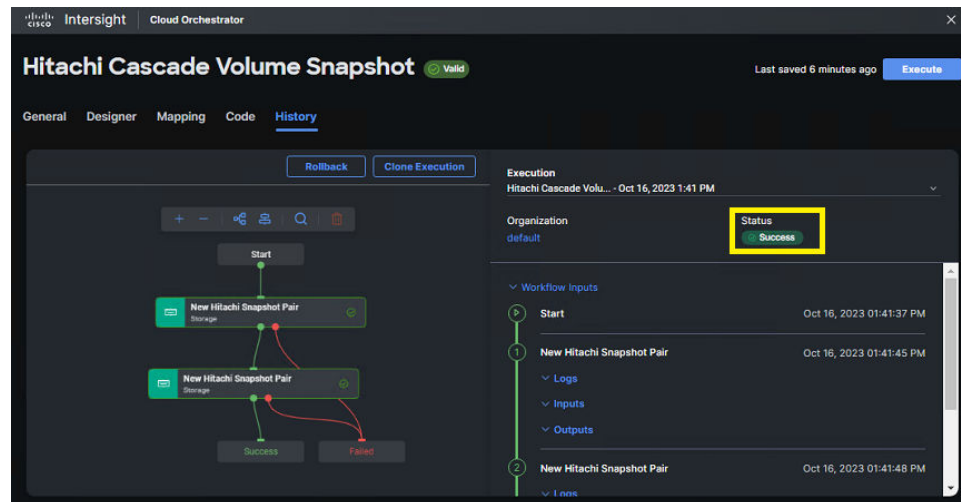 cisco Intersight Cloud Orchestrator
Hitachi Cascade Volume Snapshot Valid
Last saved 6 minutes ago Execute
General Designer Mapping Code History
Rollback Clone Execution
Start
New Hitachi Snapshot Pair
Storage
New Hitachi Snapshot Pair
Storage
Success Failed
Execution
Hitachi Cascade Volu... - Oct 16, 2023 1:41 PM
Organization Status
default Success
Workflow Inputs
Start Oct 16, 2023 01:41:37 PM
1 New Hitachi Snapshot Pair Oct 16, 2023 01:41:45 PM
Logs
Inputs
Outputs
2 New Hitachi Snapshot Pair Oct 16, 2023 01:41:48 PM
Logs